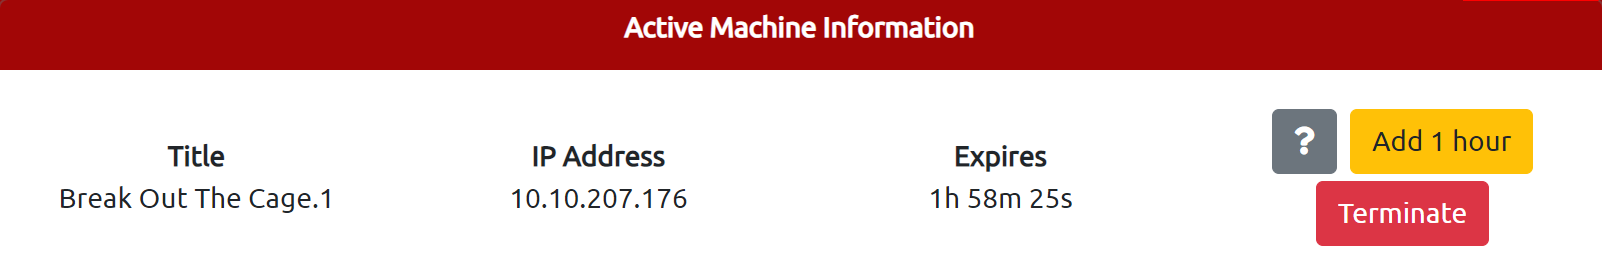 Active Machine Information
Title
IP Address
Expires
Break Out The Cage.1
10.10.207.176
1h 58m 25s
?
Add 1 hour
Terminate